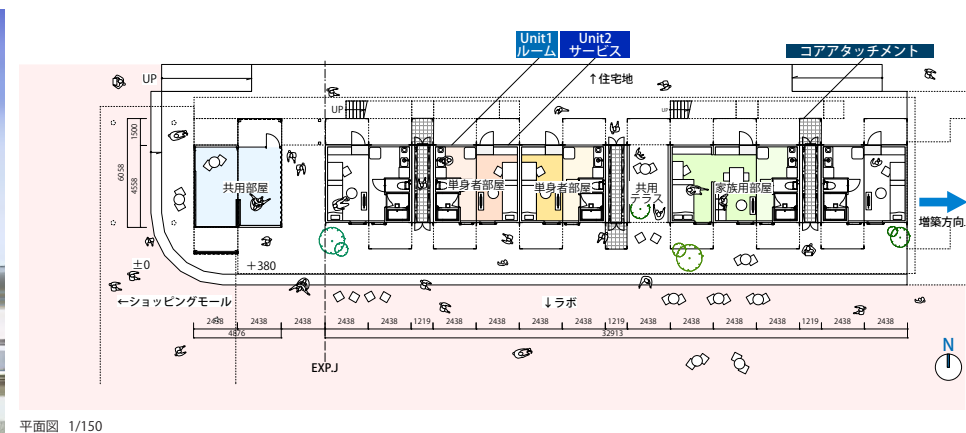 Unit1
ルーム
Unit2
サービス
コアアタッチメント
UP
↑住宅地
UP
UP
1500
6058
4558
共用部屋
単身者部屋
単身者部屋
共用
テラス
家族用部屋
増築方向
±0
+380
←ショッピングモール
↓ラボ
2438 2438 2438 2438 2438 1219 2438 2438 2438 2438 1219 2438 2438 2438 2438 1219 2438 2438
4876
32913
EXP.J
N
平面図 1/150